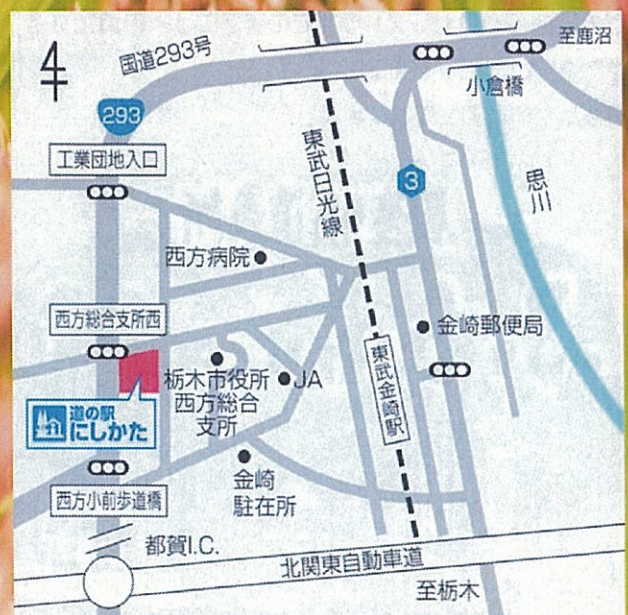 国道293号
至鹿沼
小倉橋
293
工業団地入口
東武日光線
3
思川
西方病院
西方総合支所西
金崎郵便局
栃木市役所
西方総合
支所
JA
東武金崎駅
道の駅
にしかた
金崎
駐在所
西方小前歩道橋
都賀I.C.
北関東自動車道
至栃木